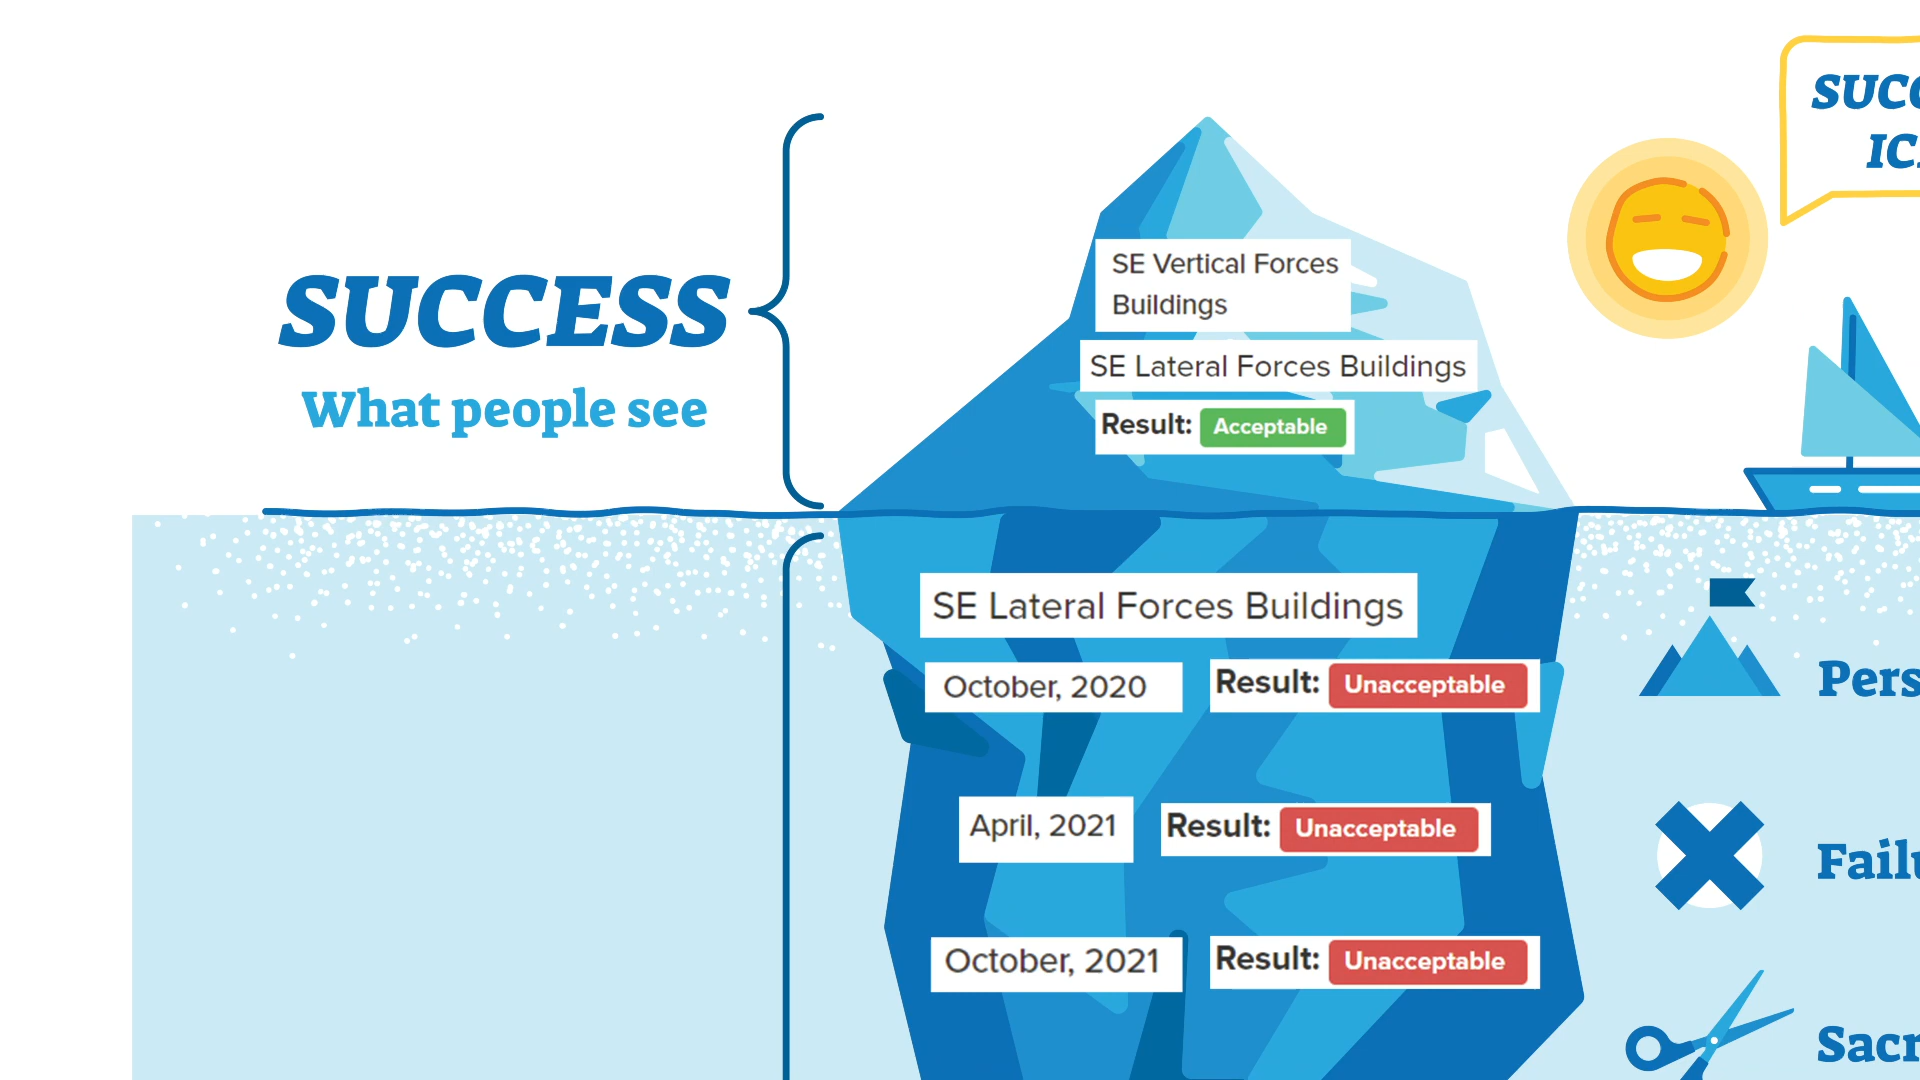 SUCCESS
What people see
SE Vertical Forces
Buildings
SE Lateral Forces Buildings
Result: Acceptable
SE Lateral Forces Buildings
October, 2020 Result: Unacceptable
April, 2021 Result: Unacceptable
October, 2021 Result: Unacceptable